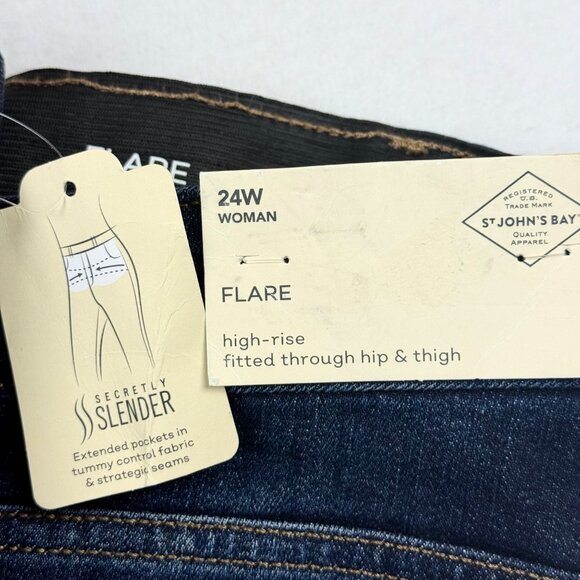 FLARE
24W
WOMAN
REGISTERED
U.S.
TRADE MARK
ST JOHN'S BAY
QUALITY
APPAREL
FLARE
high-rise
fitted through hip & thigh
SECRETLY
SLENDER
Extended pockets in
tummy control fabric
& strategic seams